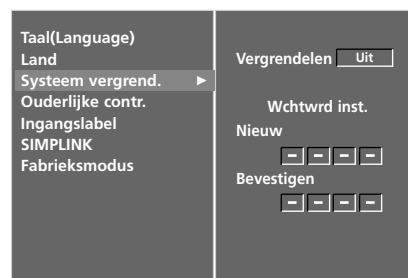 Taal(Language)
Land
Systeem vergrend. ►
Ouderlijke contr.
Ingangslabel
SIMPLINK
Fabrieksmodus
Vergrendelen Uit
Wchtwrd inst.
Nieuw
– – – –
Bevestigen
– – – –